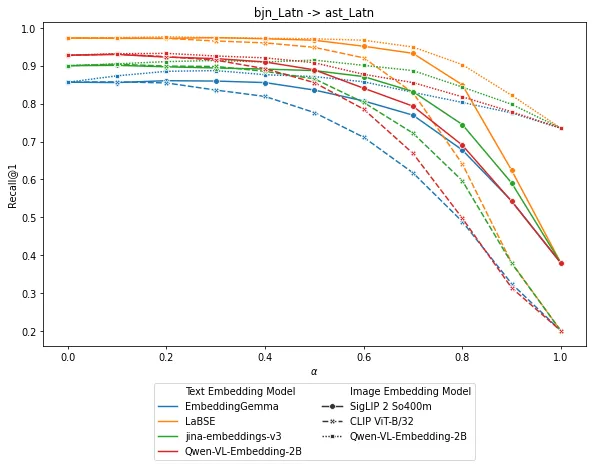 bjn_Latn -> ast_Latn
1.0
0.9
0.8
0.7
0.6
0.5
0.4
0.3
0.2
Recall@1
0.0 0.2 0.4 0.6 0.8 1.0
α
Text Embedding Model Image Embedding Model
EmbeddingGemma SigLIP 2 So400m
LaBSE CLIP ViT-B/32
jina-embeddings-v3 Qwen-VL-Embedding-2B
Qwen-VL-Embedding-2B